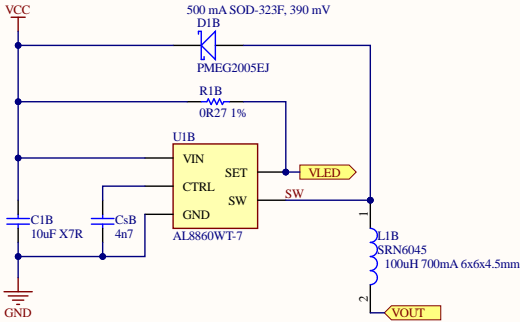 VCC
500 mA SOD-323F, 390 mV
D1B
PMEG2005EJ
R1B
0R27 1%
U1B
VIN
SET
VLED
CTRL
SW
SW
GND
AL8860WT-7
C1B
10uF X7R
CsB
4n7
1
L1B
SRN6045
100uH 700mA 6x6x4.5mm
2
GND
VOUT